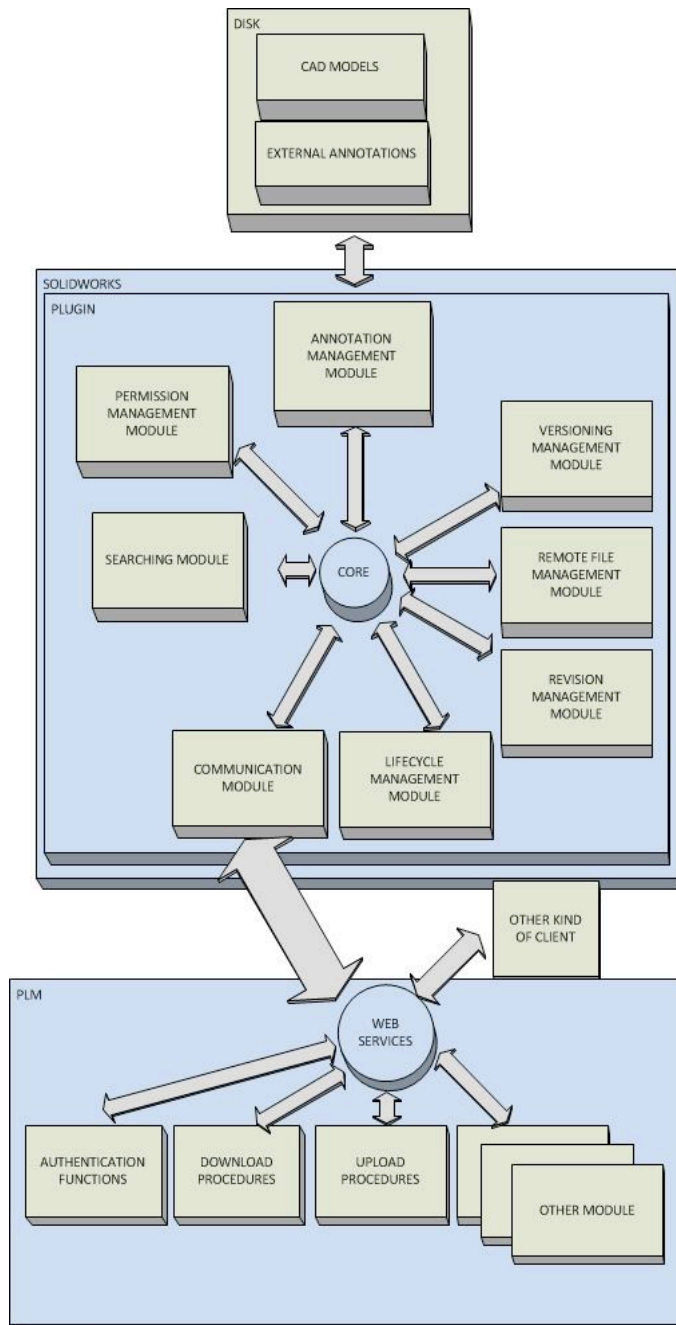 DISK
CAD MODELS
EXTERNAL ANNOTATIONS
SOLIDWORKS
PLUGIN
ANNOTATION
MANAGEMENT
MODULE
PERMISSION
MANAGEMENT
MODULE
VERSIONING
MANAGEMENT
MODULE
SEARCHING MODULE
CORE
REMOTE FILE
MANAGEMENT
MODULE
REVISION
MANAGEMENT
MODULE
COMMUNICATION
MODULE
LIFECYCLE
MANAGEMENT
MODULE
OTHER KIND
OF CLIENT
PLM
WEB
SERVICES
AUTHENTICATION
FUNCTIONS
DOWNLOAD
PROCEDURES
UPLOAD
PROCEDURES
OTHER MODULE